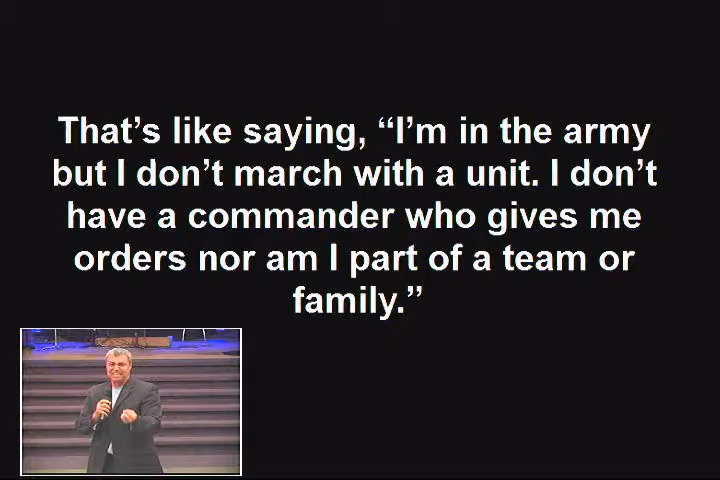 That’s like saying, “I’m in the army
but I don’t march with a unit. I don’t
have a commander who gives me
orders nor am I part of a team or
family.”